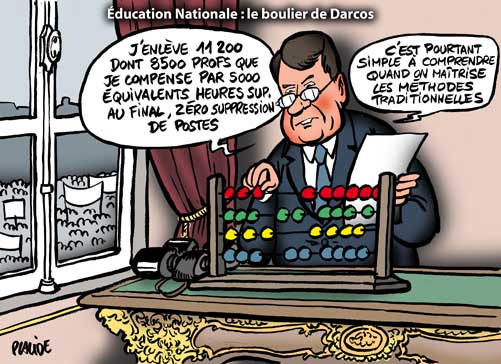 Éducation Nationale : le boulier de Darcos
J'ENLÈVE 11 200
DONT 8500 PROFS QUE
JE COMPENSE PAR 5000
ÉQUIVALENTS HEURES SUP.
AU FINAL, ZÉRO SUPPRESSION
DE POSTES
C'EST POURTANT
SIMPLE À COMPRENDRE
QUAND ON MAÎTRISE
LES MÉTHODES
TRADITIONNELLES
PLACIDE